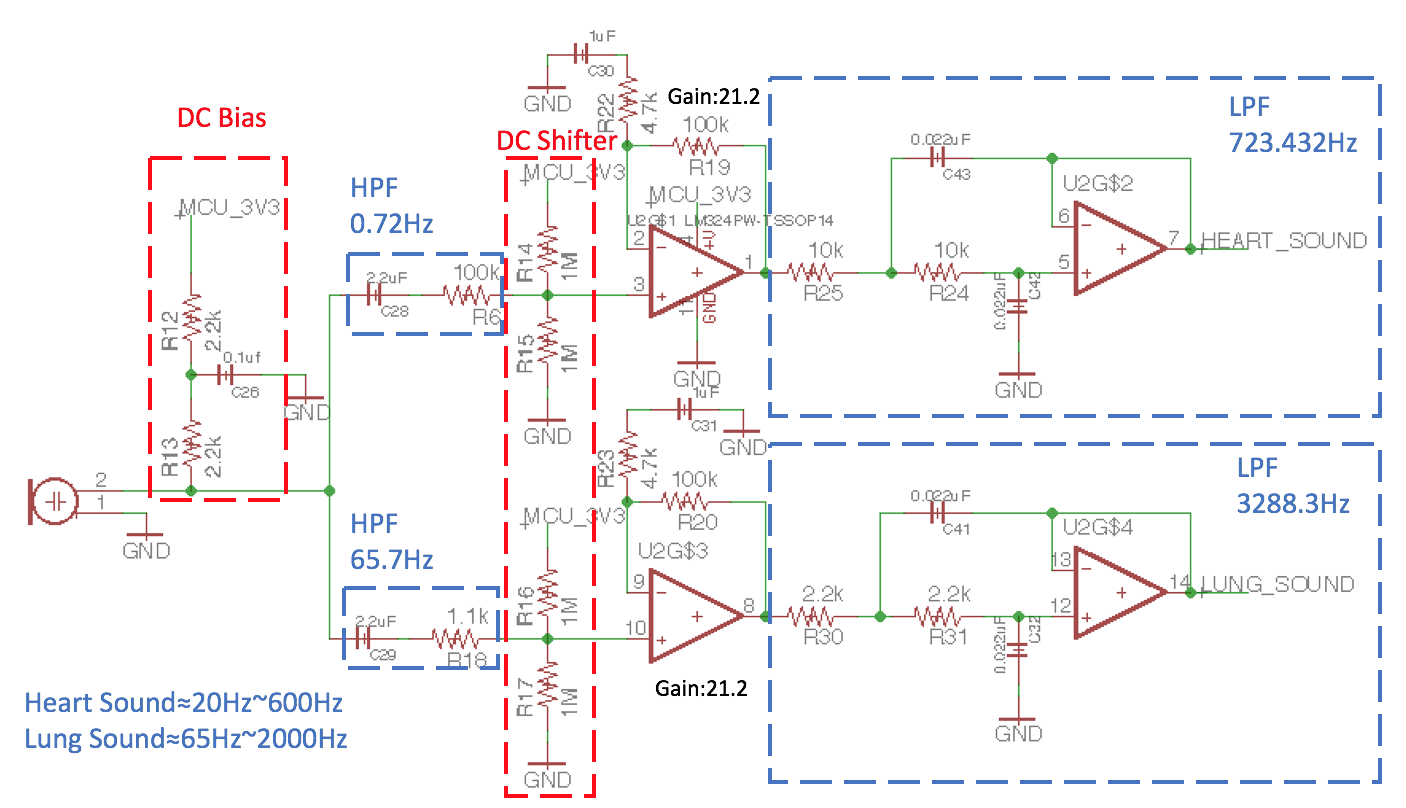 1uF
C30
GND
R22
4.7k
Gain:21.2
100k
R19
LPF
723.432Hz
DC Bias
DC Shifter
MCU_3V3
MCU_3V3
MCU_3V3
HPF
0.72Hz
U2G$1 LM324PW-TSSOP14
0.022uF
C43
U2G$2
2.2uF
C28
100k
R6
R14
1M
2
3
1
4
V+
11
GND
GND
10k
R25
10k
R24
0.022uF
C42
GND
6
5
7
HEART_SOUND
R12
2.2k
0.1uf
C26
GND
R13
2.2k
R15
1M
GND
1uF
C31
GND
R23
4.7k
100k
R20
LPF
3288.3Hz
2
1
GND
HPF
65.7Hz
MCU_3V3
U2G$3
0.022uF
C41
U2G$4
2.2uF
C29
1.1k
R18
R16
1M
9
10
8
2.2k
R30
2.2k
R31
0.022uF
C32
GND
13
12
14
LUNG_SOUND
R17
1M
GND
Gain:21.2
Heart Sound≈20Hz~600Hz
Lung Sound≈65Hz~2000Hz